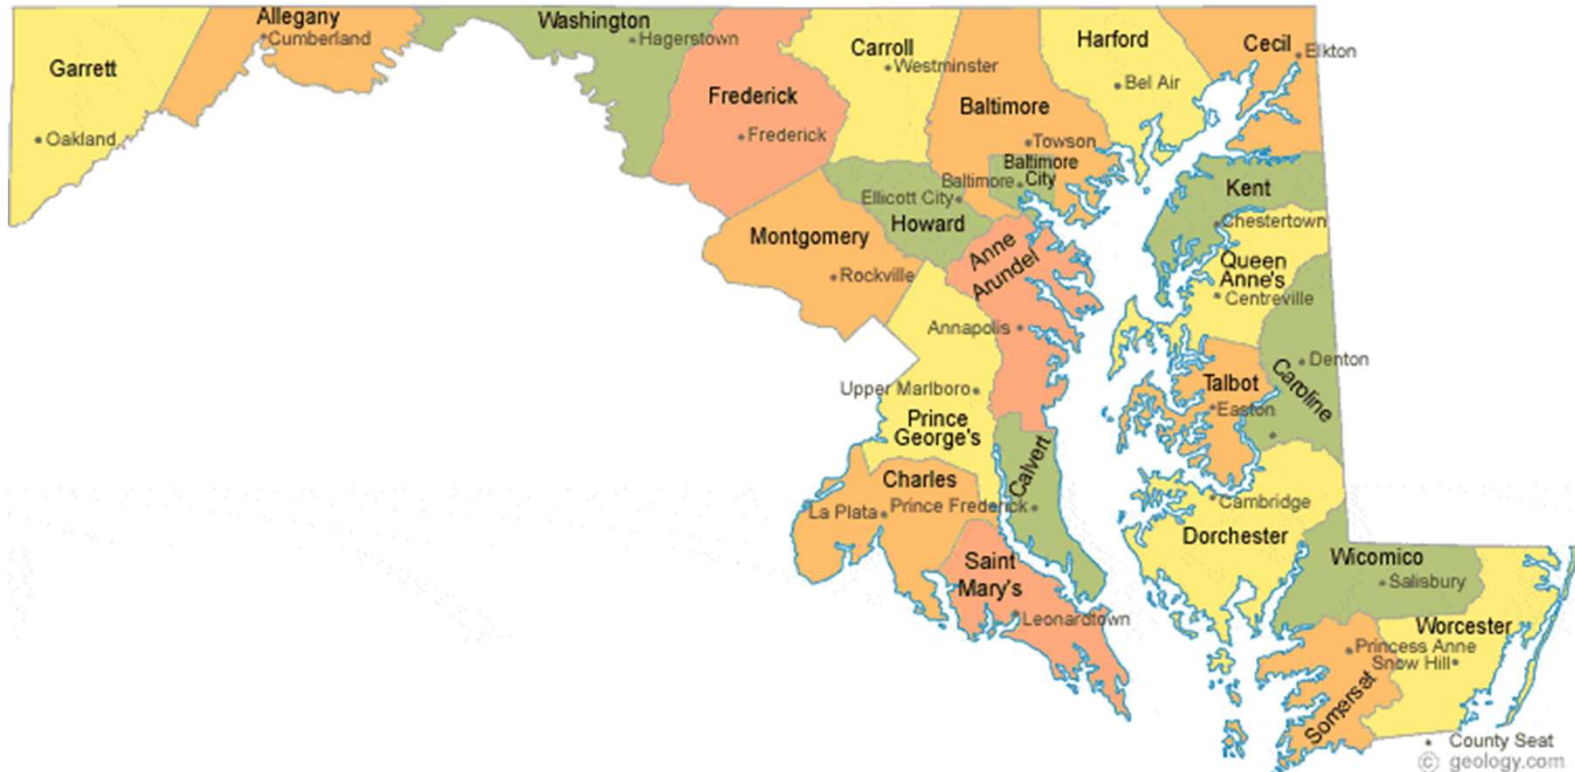 Garrett
Oakland
Allegany
Cumberland
Washington
Hagerstown
Frederick
Frederick
Carroll
Westminster
Baltimore
Towson
Baltimore
City
Baltimore
Harford
Bel Air
Cecil
Elkton
Kent
Chestertown
Howard
Ellicott City
Montgomery
Rockville
Anne
Arundel
Annapolis
Queen
Anne's
Centreville
Talbot
Easton
Caroline
Denton
Upper Marlboro
Prince
George's
Charles
La Plata
Calvert
Prince Frederick
Saint
Mary's
Leonardtown
Cambridge
Dorchester
Wicomico
Salisbury
Worcester
Snow Hill
Princess Anne
Somerset
County Seat
© geology.com